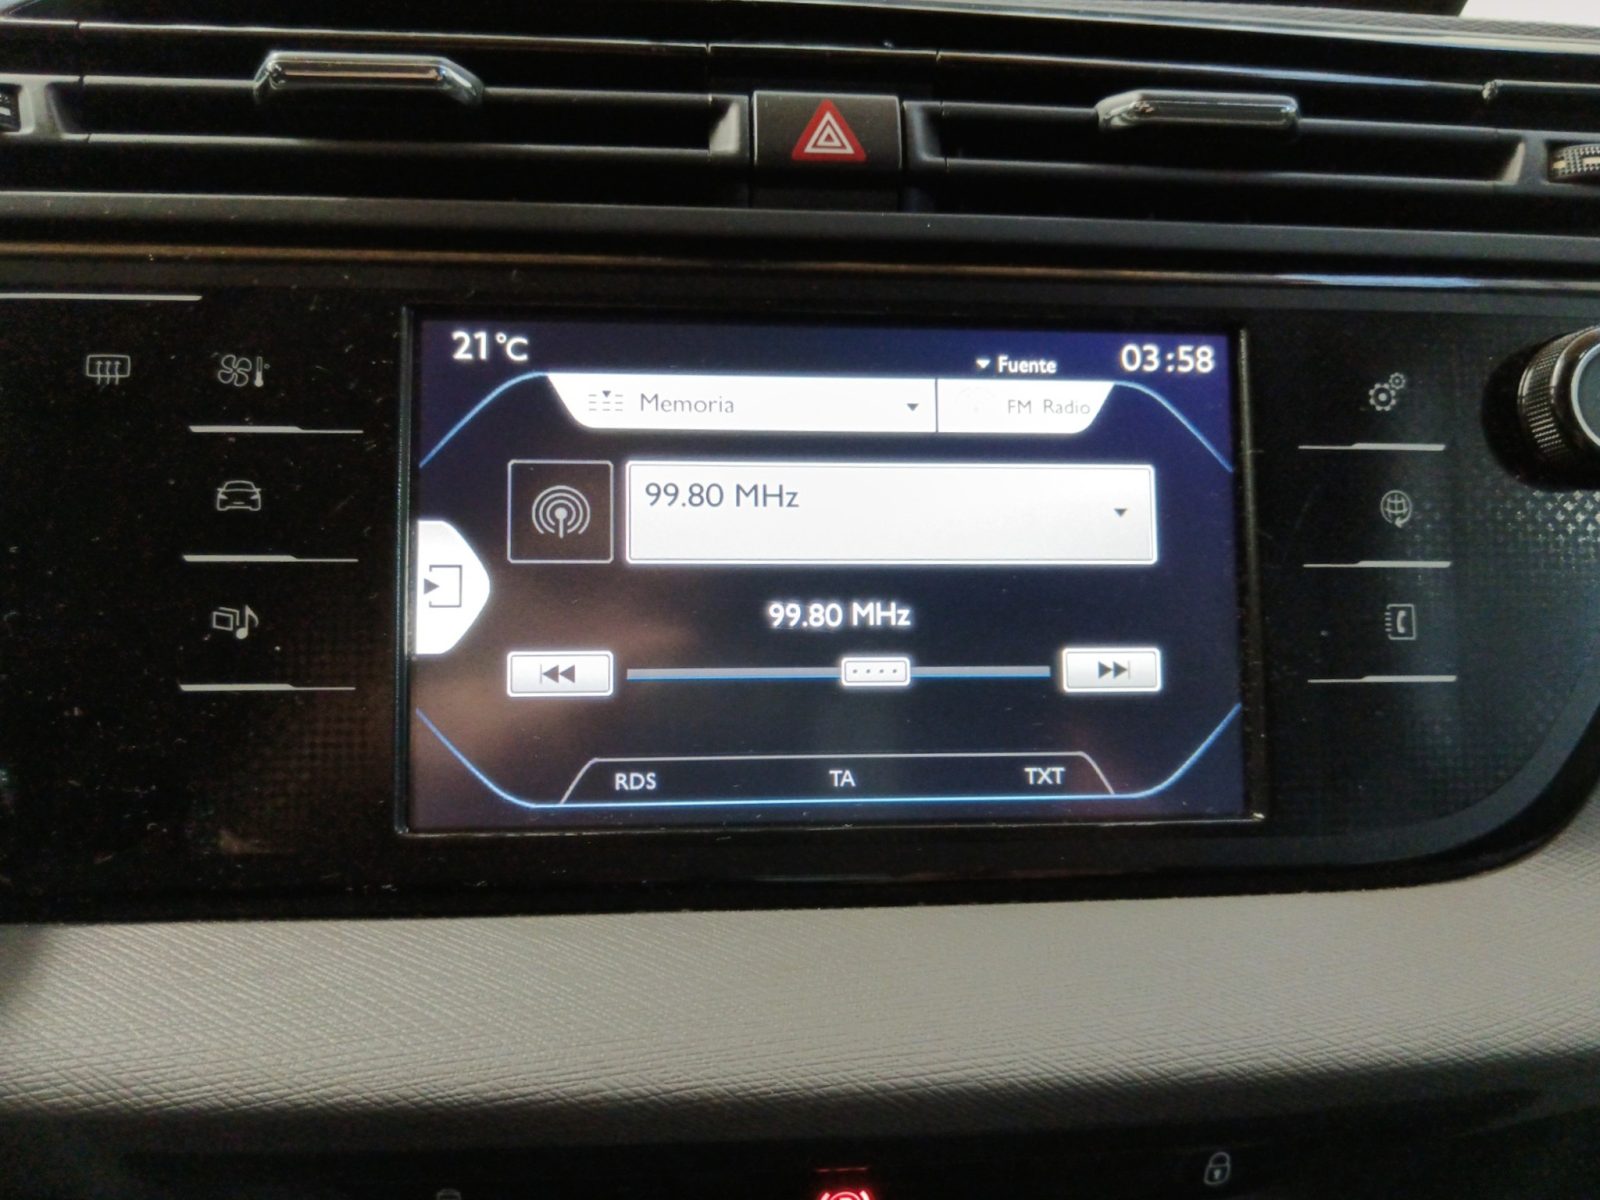 21°C
Fuente
03:58
Memoria
FM Radio
99.80 MHz
99.80 MHz
RDS
TA
TXT